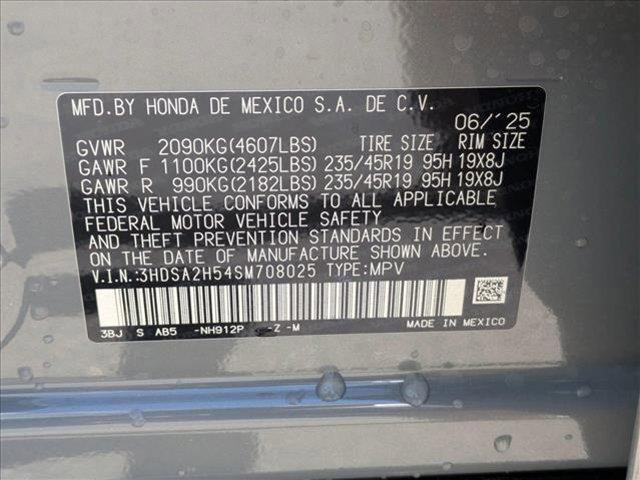 MFD.BY HONDA DE MEXICO S.A. DE C.V.
06/´25
GVWR 2090KG(4607LBS) TIRE SIZE RIM SIZE
GAWR F 1100KG(2425LBS) 235/45R19 95H 19X8J
GAWR R 990KG(2182LBS) 235/45R19 95H 19X8J
THIS VEHICLE CONFORMS TO ALL APPLICABLE
FEDERAL MOTOR VEHICLE SAFETY
AND THEFT PREVENTION STANDARDS IN EFFECT
ON THE DATE OF MANUFACTURE SHOWN ABOVE.
V.I.N.:3HDSA2H54SM708025 TYPE:MPV
3BJ S AB5 -NH912P -Z -M
MADE IN MEXICO